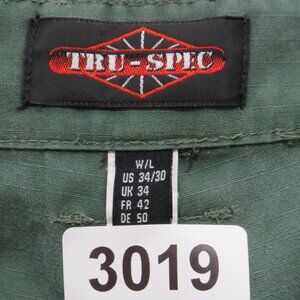 TRU-SPEC
W/L
US 34/30
UK 34
FR 42
DE 50
3019